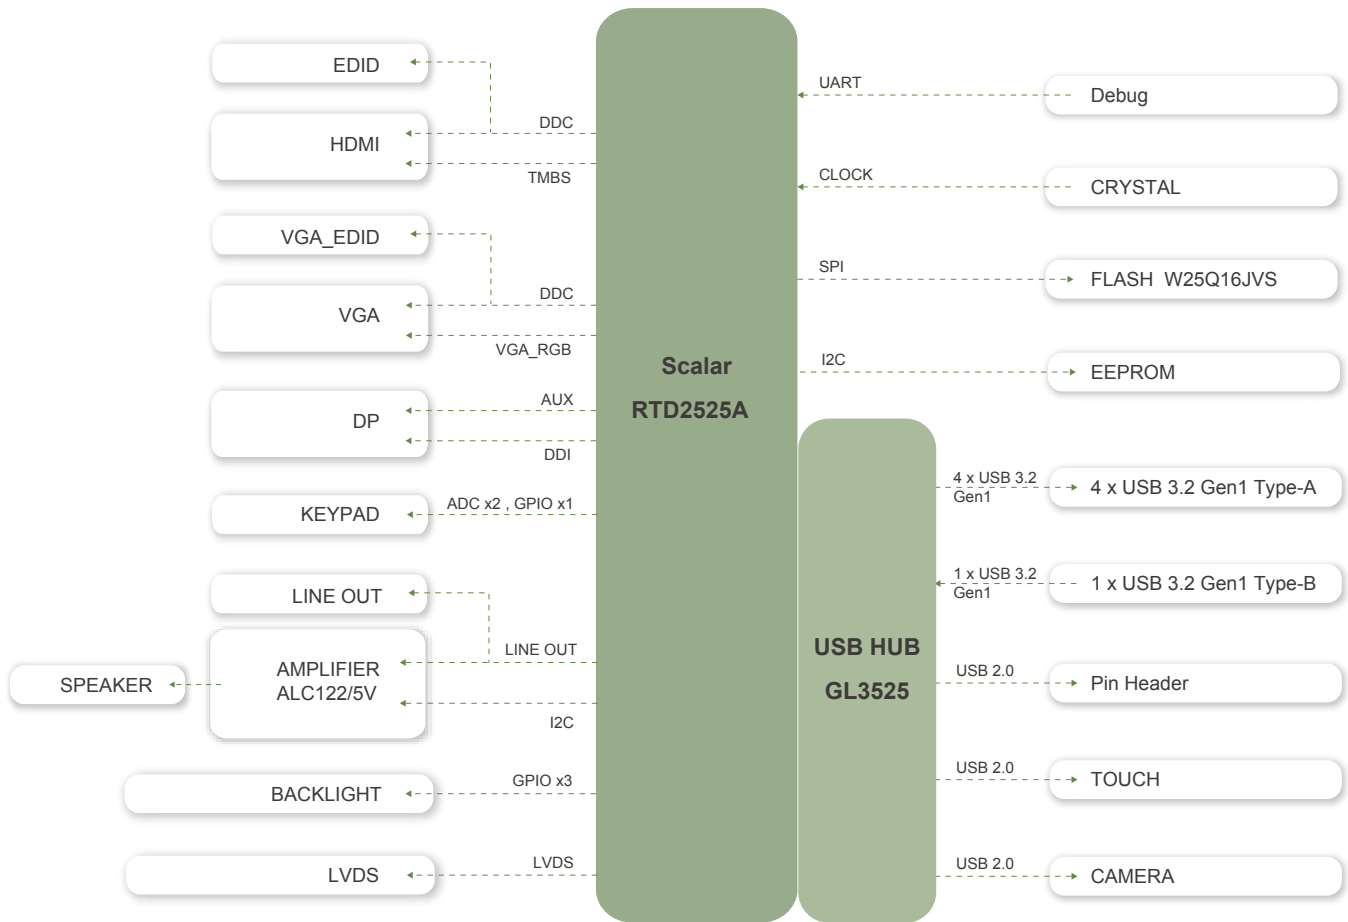 EDID
DDC
HDMI
TMBS
VGA_EDID
DDC
VGA
VGA_RGB
AUX
DP
DDI
KEYPAD
ADC x2 , GPIO x1
LINE OUT
LINE OUT
AMPLIFIER
ALC122/5V
SPEAKER
I2C
GPIO x3
BACKLIGHT
LVDS
LVDS
Scalar
RTD2525A
UART
Debug
CLOCK
CRYSTAL
SPI
FLASH W25Q16JVS
I2C
EEPROM
USB HUB
GL3525
4 x USB 3.2
Gen1
4 x USB 3.2 Gen1 Type-A
1 x USB 3.2
Gen1
1 x USB 3.2 Gen1 Type-B
USB 2.0
Pin Header
USB 2.0
TOUCH
USB 2.0
CAMERA